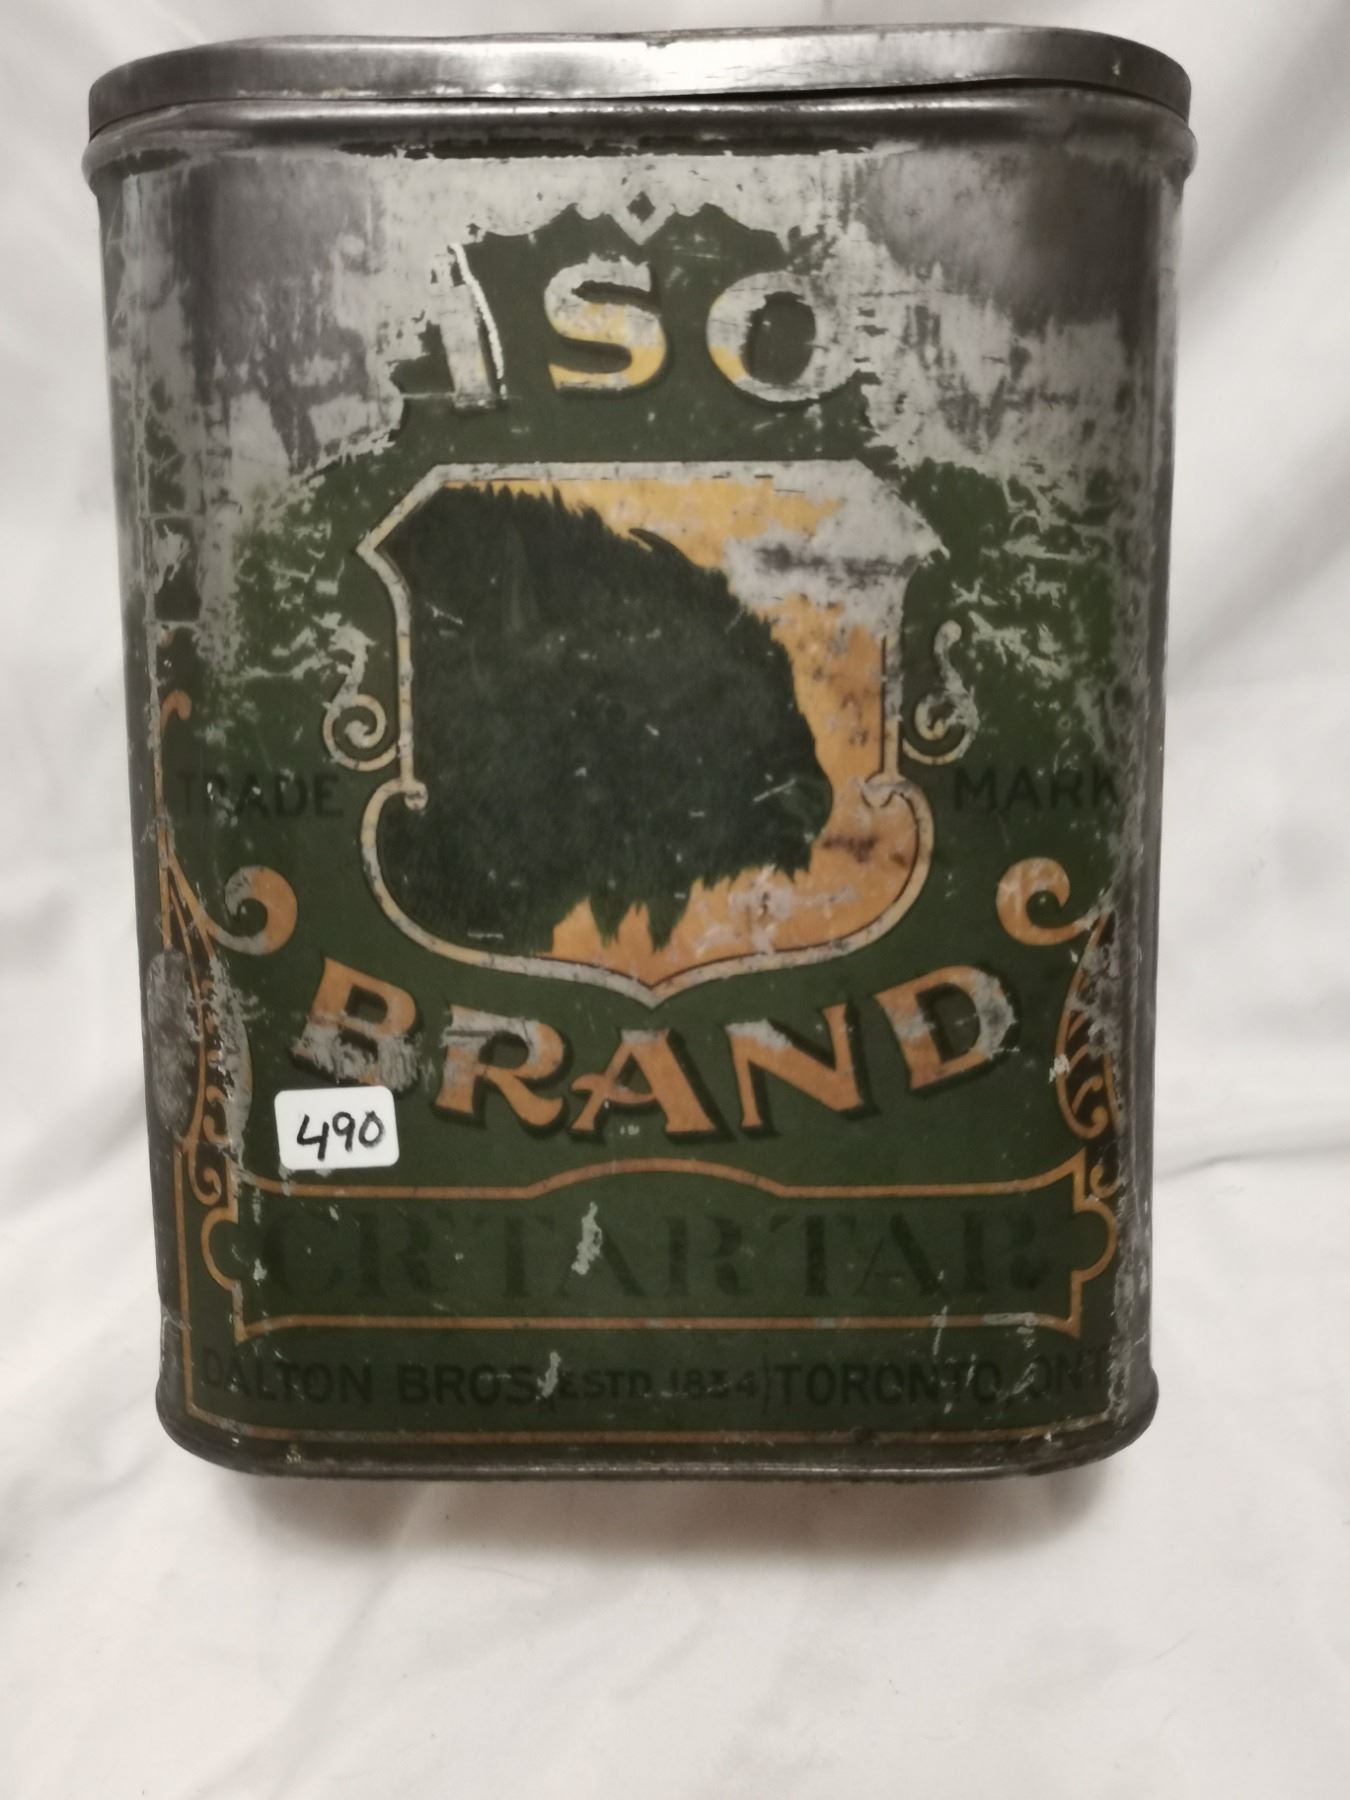 ISO
TRADE MARK
BRAND
490
CR TARTAR
DALTON BROS. (ESTD. 1834) TORONTO, ONT.